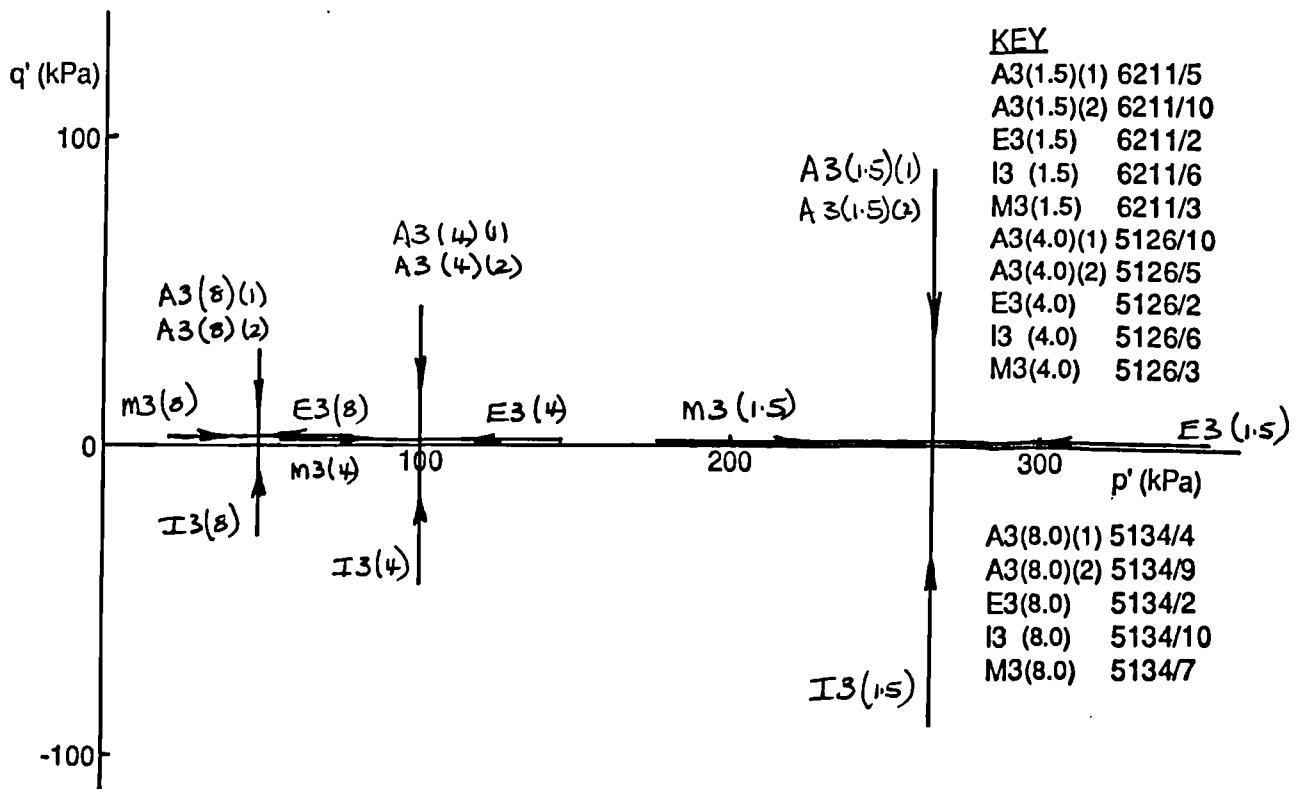 q' (kPa)
100
0
-100
100
200
300
p' (kPa)
A3(8)(1)
A3(8)(2)
M3(8)
E3(8)
M3(4)
I3(8)
A3(4)(1)
A3(4)(2)
E3(4)
I3(4)
A3(1.5)(1)
A3(1.5)(2)
M3(1.5)
E3(1.5)
I3(1.5)
KEY
A3(1.5)(1) 6211/5
A3(1.5)(2) 6211/10
E3(1.5) 6211/2
I3 (1.5) 6211/6
M3(1.5) 6211/3
A3(4.0)(1) 5126/10
A3(4.0)(2) 5126/5
E3(4.0) 5126/2
I3 (4.0) 5126/6
M3(4.0) 5126/3
A3(8.0)(1) 5134/4
A3(8.0)(2) 5134/9
E3(8.0) 5134/2
I3 (8.0) 5134/10
M3(8.0) 5134/7